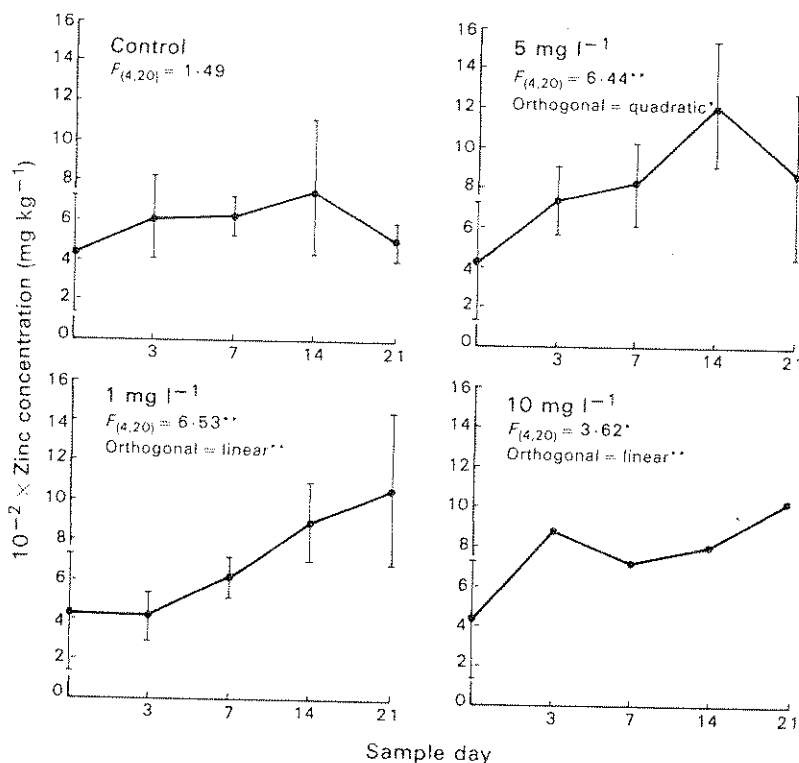 10⁻² × Zinc concentration (mg kg⁻¹)
Control
F(4,20) = 1·49
16
14
12
10
8
6
4
2
0
3 7 14 21
5 mg l⁻¹
F(4,20) = 6·44**
Orthogonal = quadratic*
16
14
12
10
8
6
4
2
0
3 7 14 21
1 mg l⁻¹
F(4,20) = 6·53**
Orthogonal = linear**
16
14
12
10
8
6
4
2
0
3 7 14 21
10 mg l⁻¹
F(4,20) = 3·62*
Orthogonal = linear**
16
14
12
10
8
6
4
2
0
3 7 14 21
Sample day